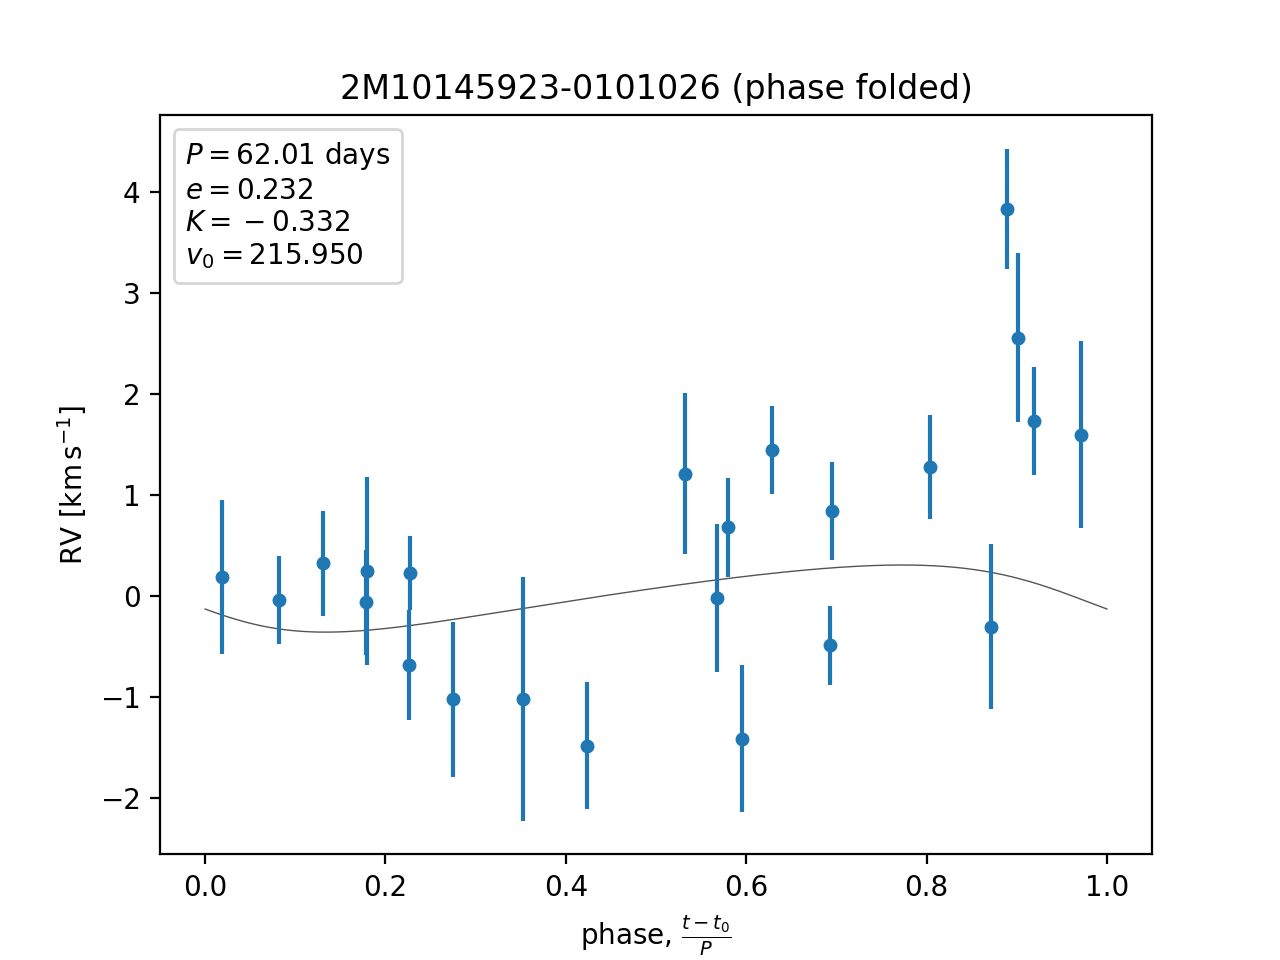 2M10145923-0101026 (phase folded)
P = 62.01 days
e = 0.232
K = −0.332
v₀ = 215.950
4
3
2
1
0
−1
−2
RV [km s⁻¹]
0.0 0.2 0.4 0.6 0.8 1.0
phase, (t − t₀)/P